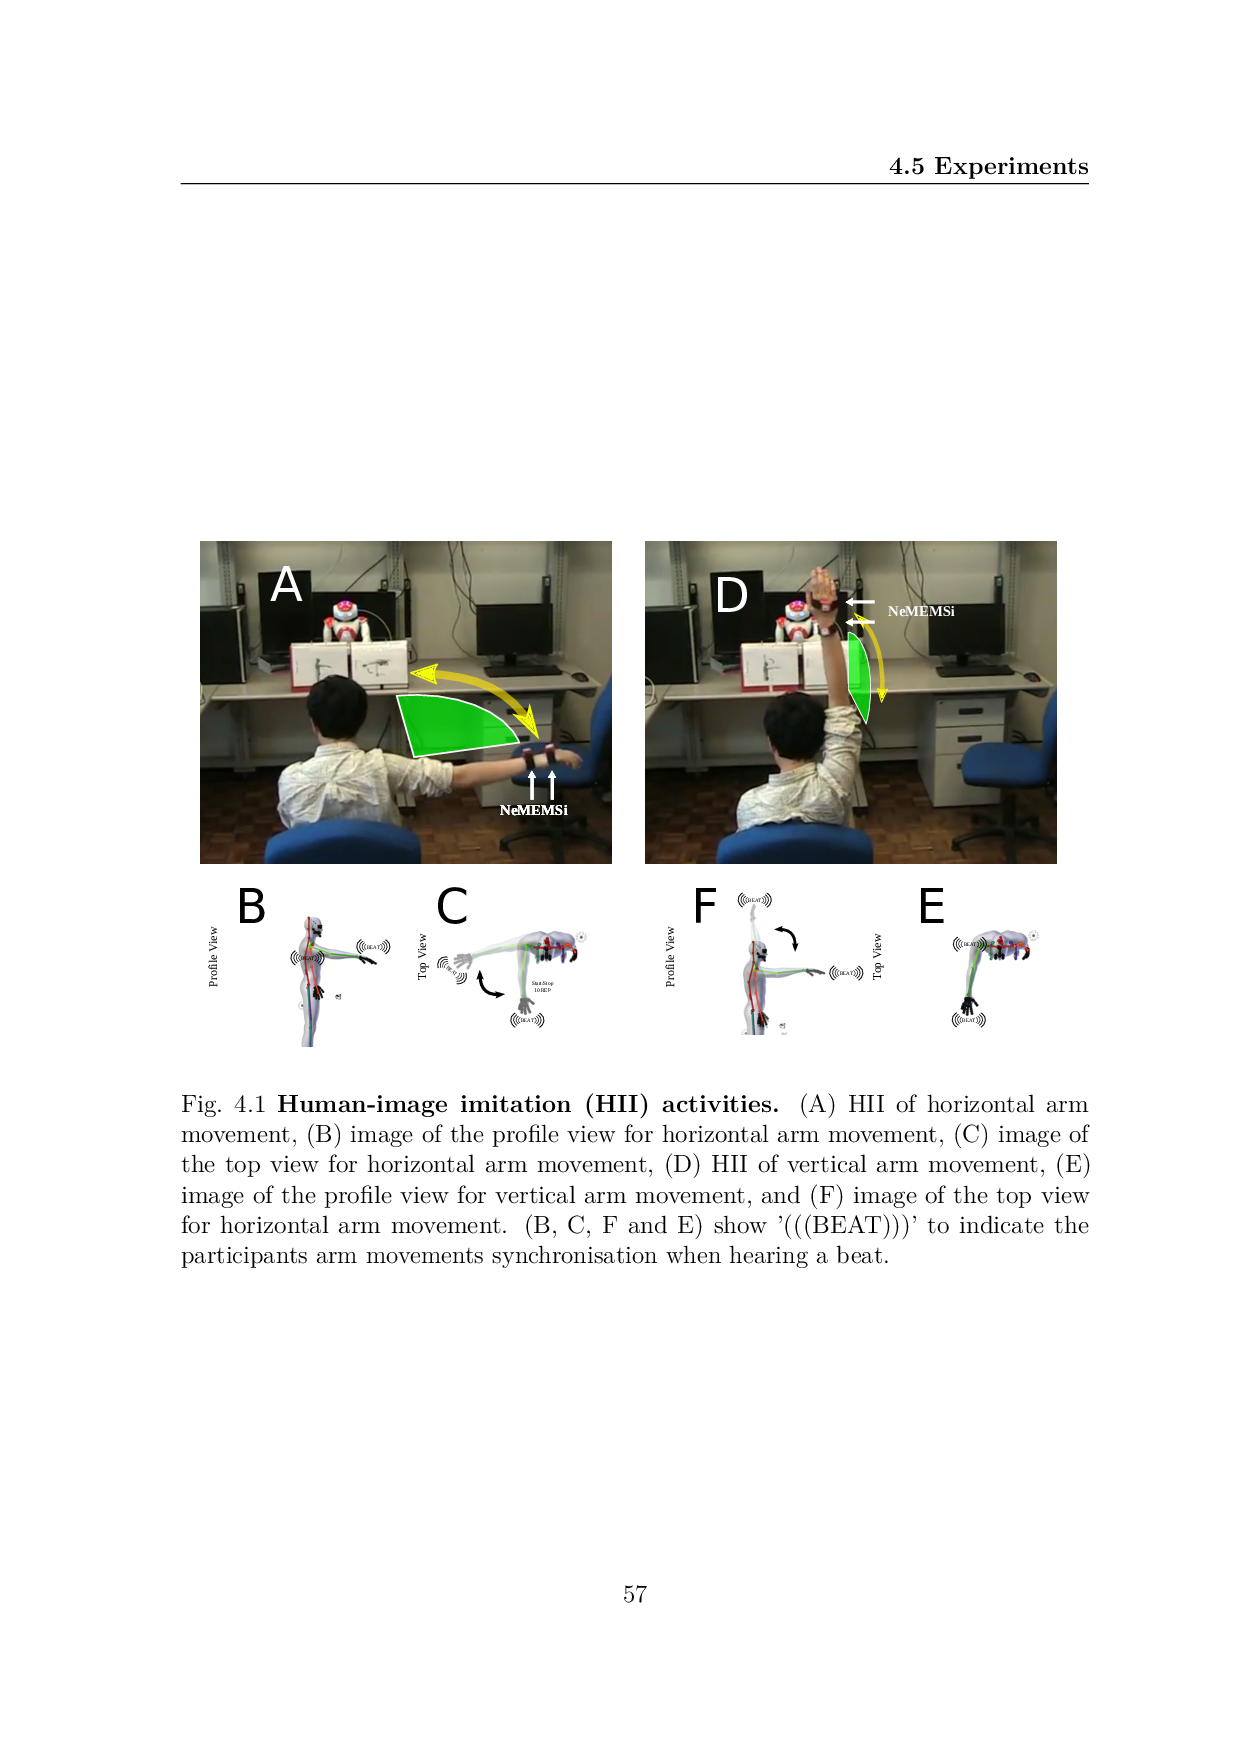 4.5 Experiments
A
NeMEMSi
D
NeMEMSi
B
Profile View
(((BEAT)))
(((BEAT)))
C
Top View
(((BEAT)))
Start/Stop
10 REP
(((BEAT)))
F
Profile View
(((BEAT)))
(((BEAT)))
E
Top View
(((BEAT)))
(((BEAT)))
Fig. 4.1 Human-image imitation (HII) activities. (A) HII of horizontal arm
movement, (B) image of the profile view for horizontal arm movement, (C) image of
the top view for horizontal arm movement, (D) HII of vertical arm movement, (E)
image of the profile view for vertical arm movement, and (F) image of the top view
for horizontal arm movement. (B, C, F and E) show '(((BEAT)))' to indicate the
participants arm movements synchronisation when hearing a beat.
57